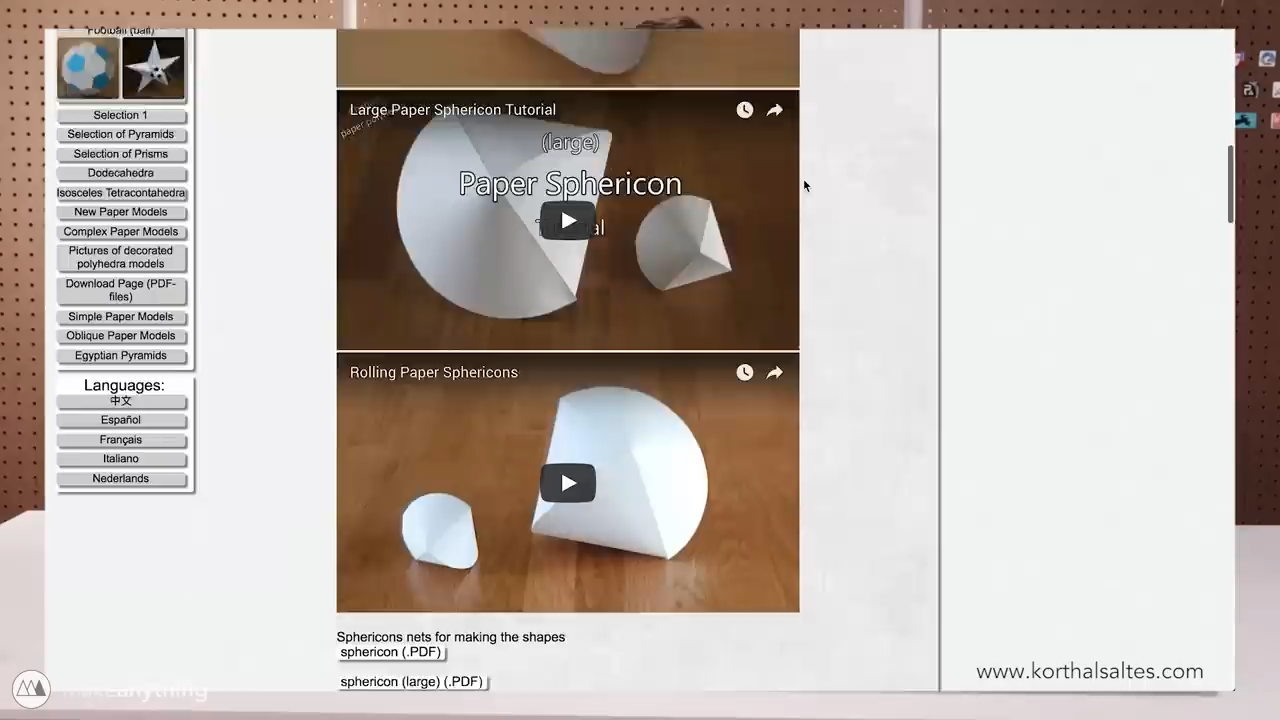 Football (ball)
Selection 1
Selection of Pyramids
Selection of Prisms
Dodecahedra
Isosceles Tetracontahedra
New Paper Models
Complex Paper Models
Pictures of decorated
polyhedra models
Download Page (PDF-
files)
Simple Paper Models
Oblique Paper Models
Egyptian Pyramids
Languages:
中文
Español
Français
Italiano
Nederlands
Large Paper Sphericon Tutorial
(large)
Paper Sphericon
Rolling Paper Sphericons
Sphericons nets for making the shapes
sphericon (.PDF)
sphericon (large) (.PDF)
www.korthalsaltes.com
makeanything